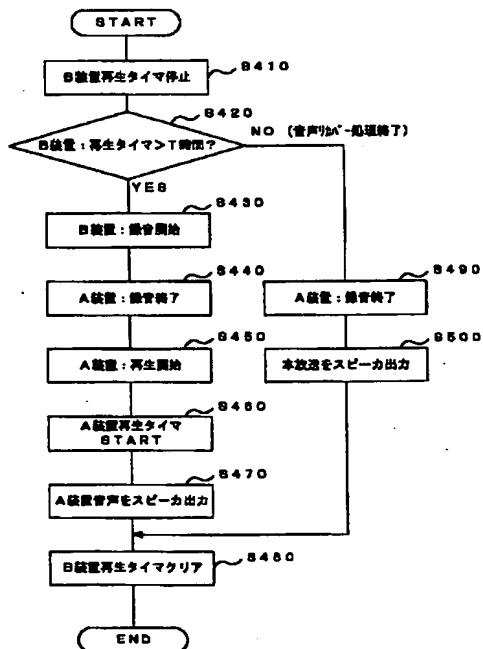 START
B装置再生タイマ停止
S410
S420
B装置：再生タイマ＞T時間？
NO (音声リカバー処理終了)
YES
S430
B装置：録音開始
S440
A装置：録音終了
S490
A装置：録音終了
S450
A装置：再生開始
S500
本放送をスピーカ出力
S460
A装置再生タイマ
START
S470
A装置音声をスピーカ出力
S480
B装置再生タイマクリア
END